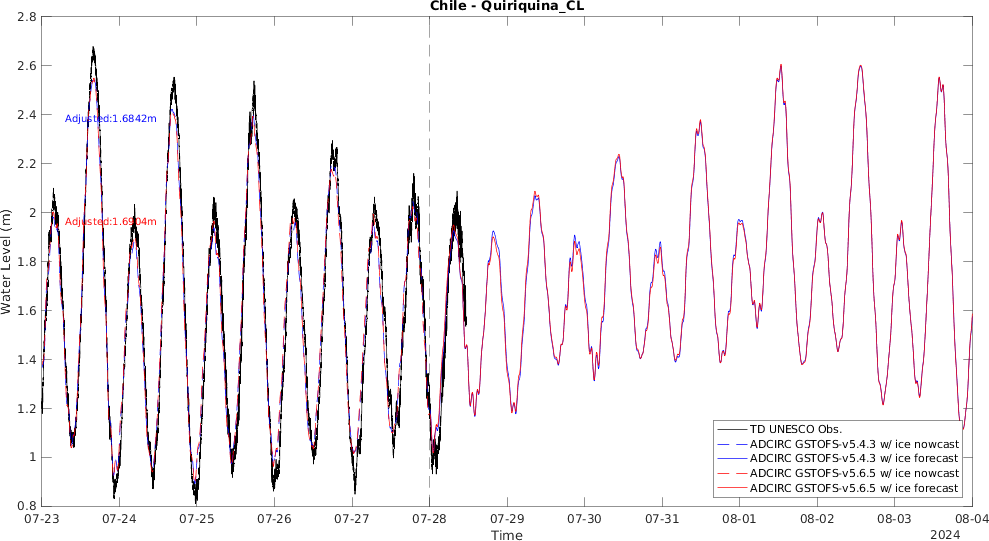 Chile - Quiriquina_CL
2.8
2.6
2.4
2.2
2
1.8
1.6
1.4
1.2
1
0.8
Water Level (m)
Adjusted:1.6842m
Adjusted:1.6904m
TD UNESCO Obs.
ADCIRC GSTOFS-v5.4.3 w/ ice nowcast
ADCIRC GSTOFS-v5.4.3 w/ ice forecast
ADCIRC GSTOFS-v5.6.5 w/ ice nowcast
ADCIRC GSTOFS-v5.6.5 w/ ice forecast
07-23 07-24 07-25 07-26 07-27 07-28 07-29 07-30 07-31 08-01 08-02 08-03 08-04
Time
2024